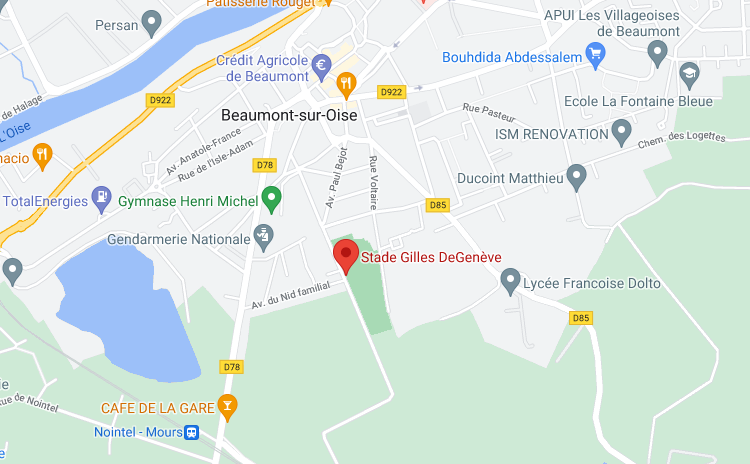 Patisserie Rouget
APUI Les Villageoises
de Beaumont
Persan
Crédit Agricole
de Beaumont
Bouhdida Abdessalem
de Halage
D922
D922
Ecole La Fontaine Bleue
Beaumont-sur-Oise
Rue Pasteur
L'Oise
ISM RENOVATION
Chem. des Logettes
Av. Anatole-France
nacio
Rue de l'Isle-Adam
D78
Av. Paul Bejot
Rue Voltaire
Ducoint Matthieu
TotalEnergies
Gymnase Henri Michel
D85
Gendarmerie Nationale
Stade Gilles DeGenève
Lycée Francoise Dolto
Av. du Nid familial
D85
D78
ie
ue de Nointel
CAFE DE LA GARE
Nointel - Mours